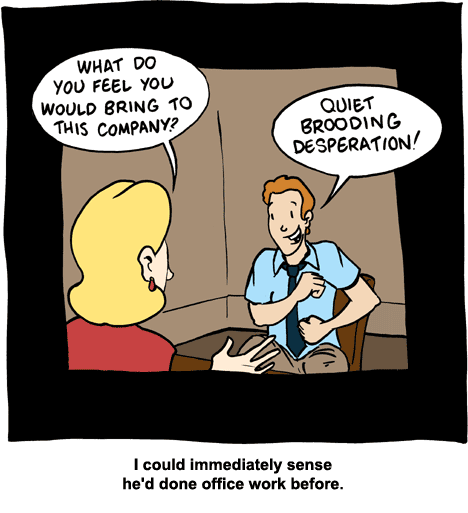 WHAT DO
YOU FEEL YOU
WOULD BRING TO
THIS COMPANY?
QUIET
BROODING
DESPERATION!
I could immediately sense
he'd done office work before.